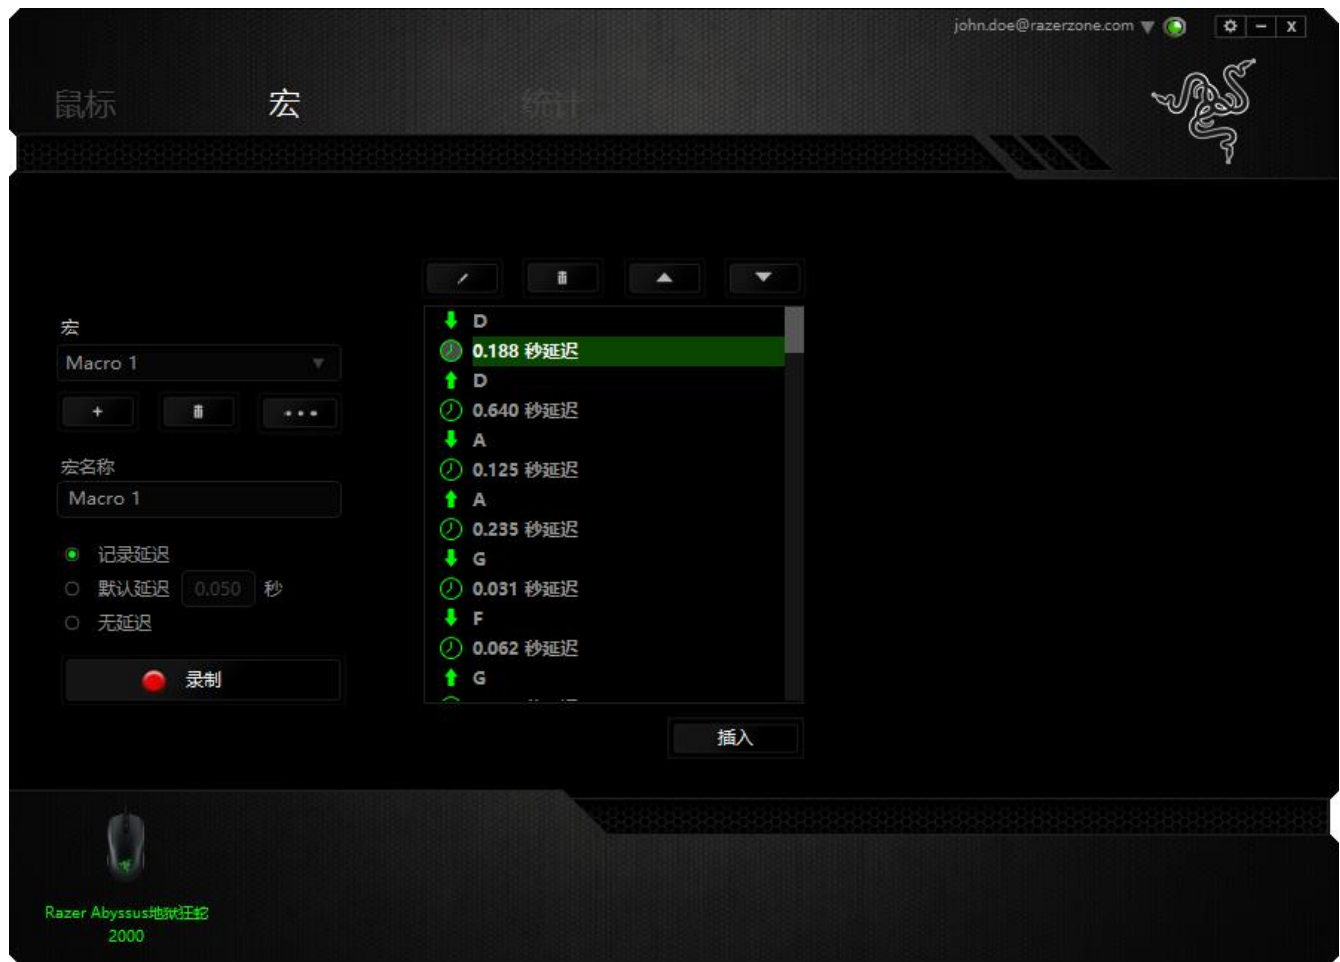 john.doe@razerzone.com
鼠标
宏
统计
宏
Macro 1
宏名称
Macro 1
记录延迟
默认延迟 0.050 秒
无延迟
录制
D
0.188 秒延迟
D
0.640 秒延迟
A
0.125 秒延迟
A
0.235 秒延迟
G
0.031 秒延迟
F
0.062 秒延迟
G
插入
Razer Abyssus地狱狂蛇
2000